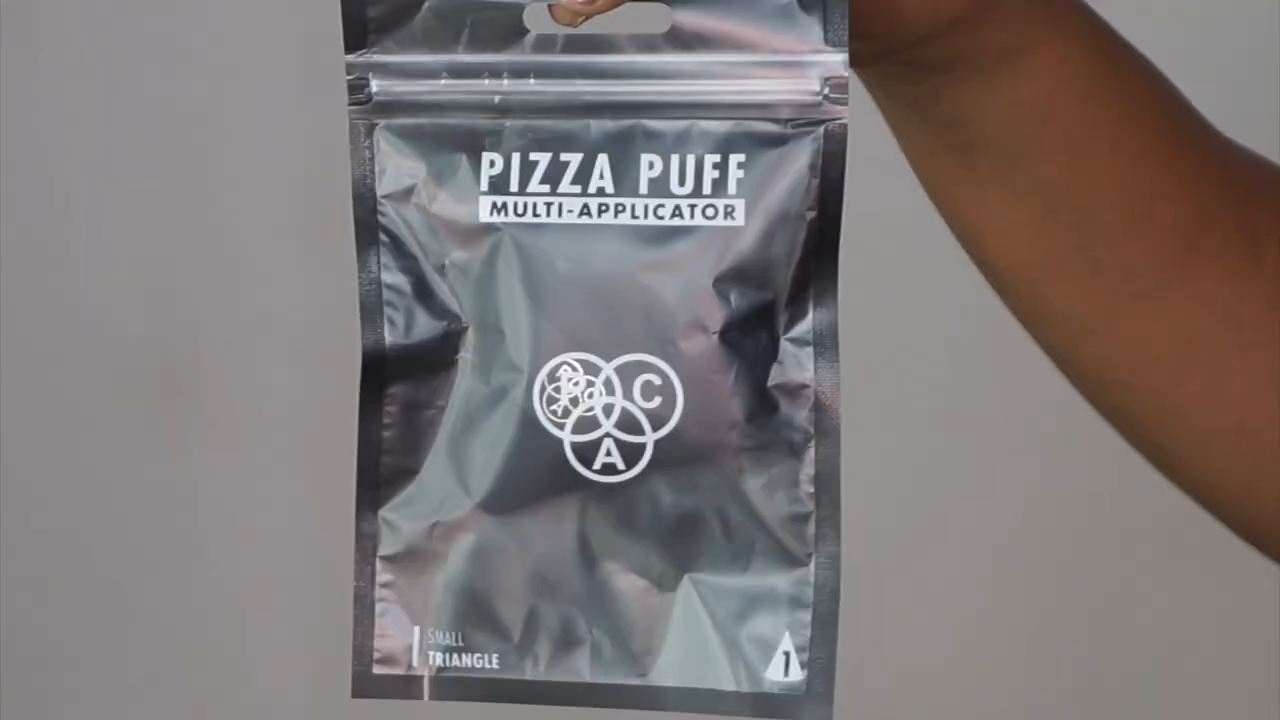 PIZZA PUFF
MULTI-APPLICATOR
P C
A
SMALL
TRIANGLE
1